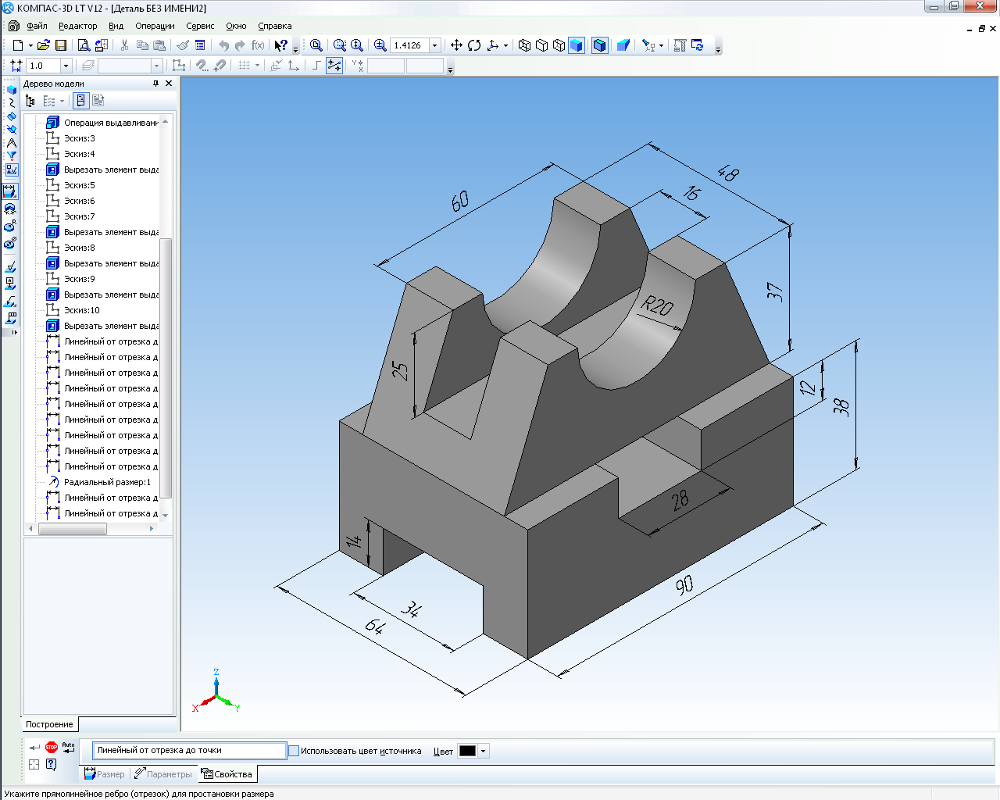 КОМПАС-3D LT V12 - [Деталь БЕЗ ИМЕНИ2]
Файл Редактор Вид Операции Сервис Окно Справка
1.4126
f(x)
1.0
Дерево модели
Операция выдавливани
Эскиз:3
Эскиз:4
Вырезать элемент выда
Эскиз:5
Эскиз:6
Эскиз:7
Вырезать элемент выда
Эскиз:8
Вырезать элемент выда
Эскиз:9
Вырезать элемент выда
Эскиз:10
Вырезать элемент выда
Линейный от отрезка д
Линейный от отрезка д
Линейный от отрезка д
Линейный от отрезка д
Линейный от отрезка д
Линейный от отрезка д
Линейный от отрезка д
Линейный от отрезка д
Линейный от отрезка д
Радиальный размер:1
Линейный от отрезка д
Линейный от отрезка д
Построение
48
16
60
37
R20
25
12
38
28
14
90
34
64
Z
X
Y
STOP
Auto
Линейный от отрезка до точки
Использовать цвет источника
Цвет
Размер
Параметры
Свойства
Укажите прямолинейное ребро (отрезок) для простановки размера